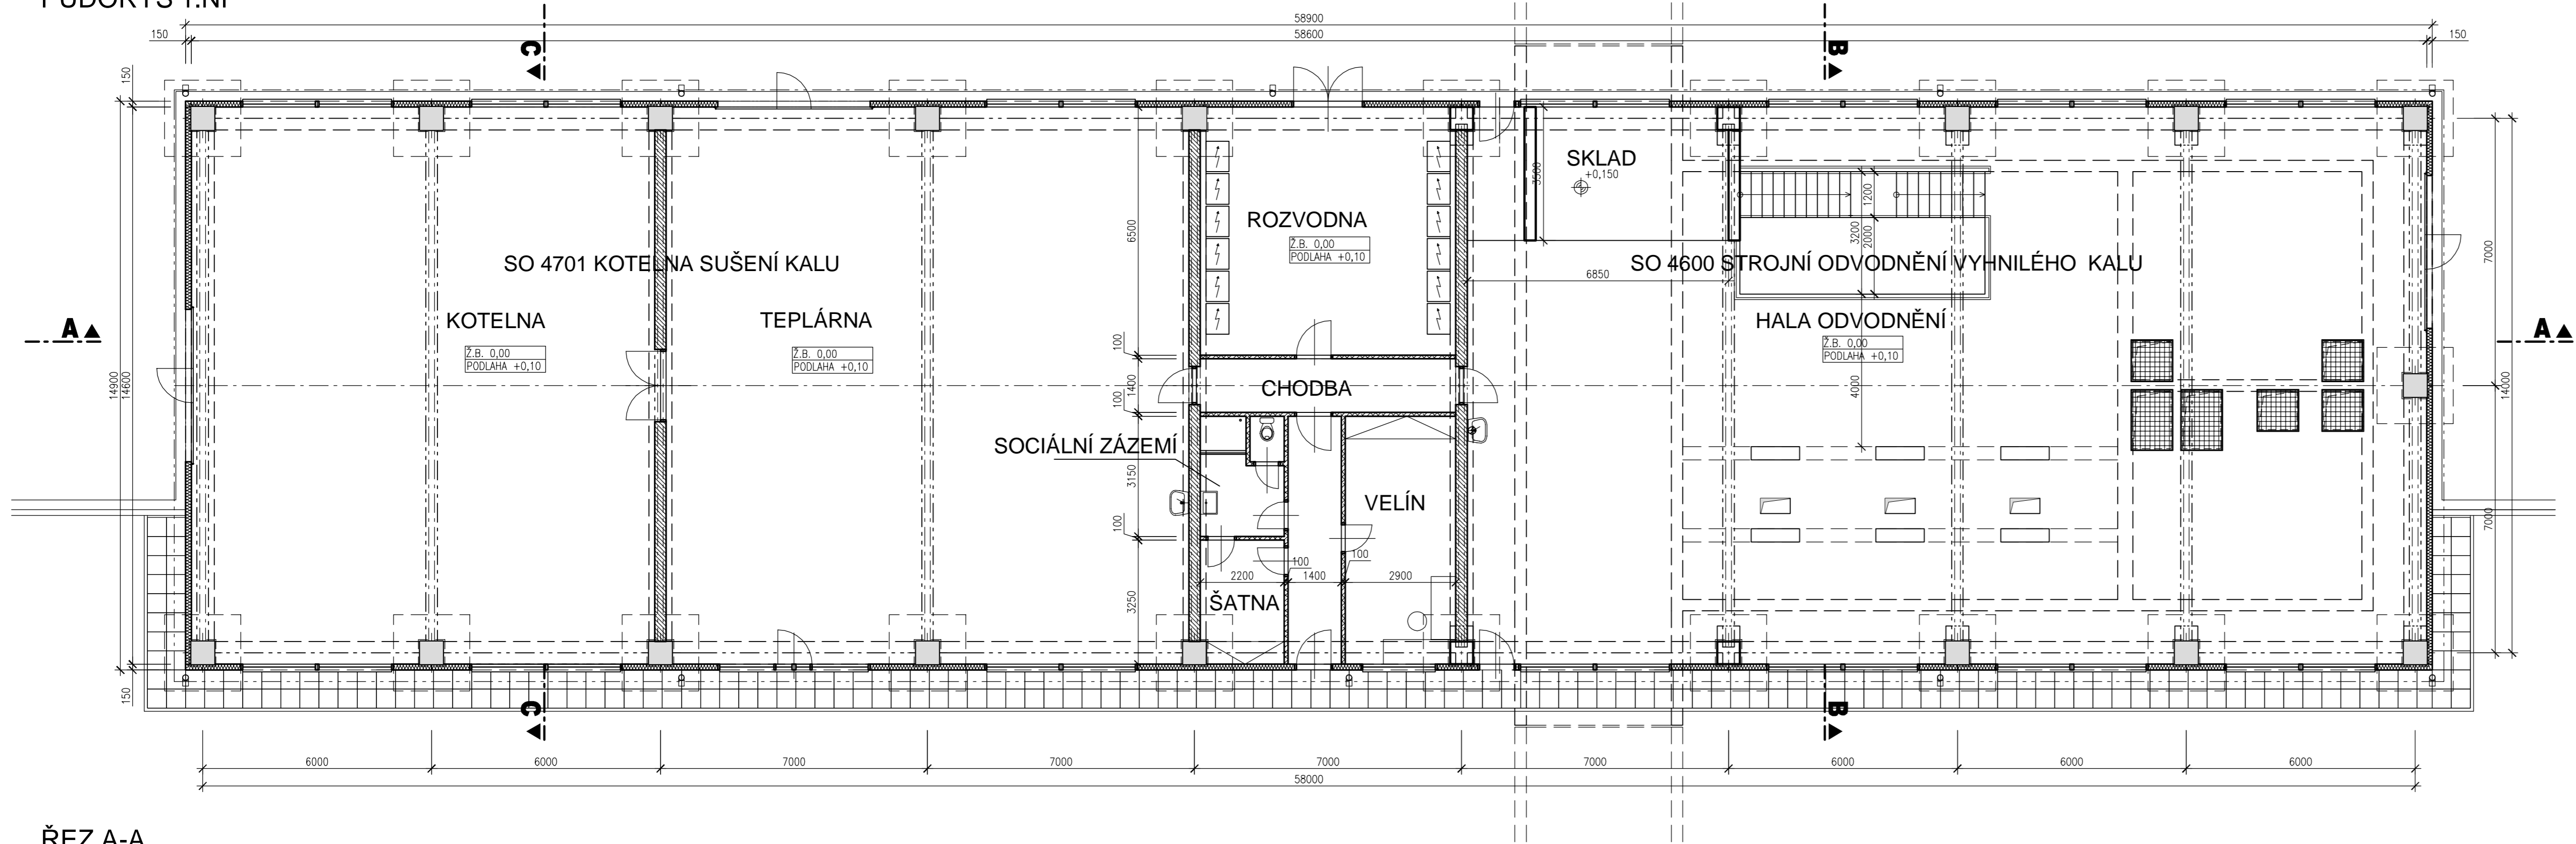 PŮDORYS 1.NP
58900
58600
150
150
C
B
150
SKLAD
+0,150
3500
ROZVODNA
Ž.B. 0,00
PODLAHA +0,10
6500
1200
3200
2000
7000
SO 4701 KOTELNA SUŠENÍ KALU
SO 4600 STROJNÍ ODVODNĚNÍ VYHNILÉHO KALU
6850
KOTELNA
Ž.B. 0,00
PODLAHA +0,10
TEPLÁRNA
Ž.B. 0,00
PODLAHA +0,10
HALA ODVODNĚNÍ
Ž.B. 0,00
PODLAHA +0,10
A
A
14900
14600
100
1400
100
CHODBA
4000
14000
SOCIÁLNÍ ZÁZEMÍ
3150
VELÍN
100
7000
100
100
2200
1400
2900
ŠATNA
3250
150
C
B
6000
6000
7000
7000
7000
7000
6000
6000
6000
58000
ŘEZ A-A